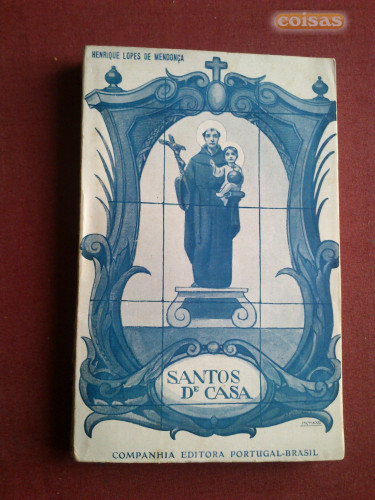 coisas
HENRIQUE LOPES DE MENDONÇA
SANTOS
DE CASA
COMPANHIA EDITORA PORTUGAL-BRASIL